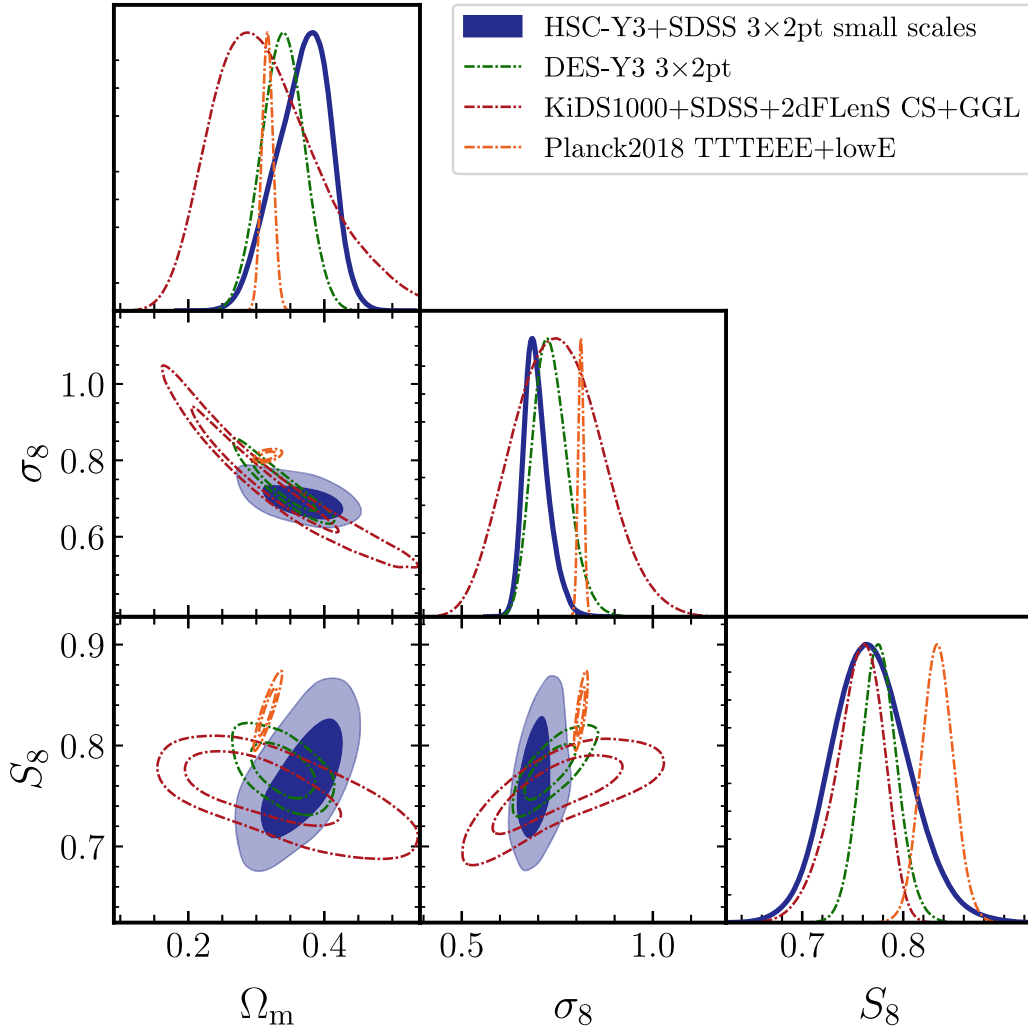 HSC-Y3+SDSS 3×2pt small scales
DES-Y3 3×2pt
KiDS1000+SDSS+2dFLenS CS+GGL
Planck2018 TTTEEE+lowE
1.0
0.8
0.6
σ₈
0.9
0.8
0.7
S₈
0.2 0.4 0.5 1.0 0.7 0.8
Ωₘ σ₈ S₈